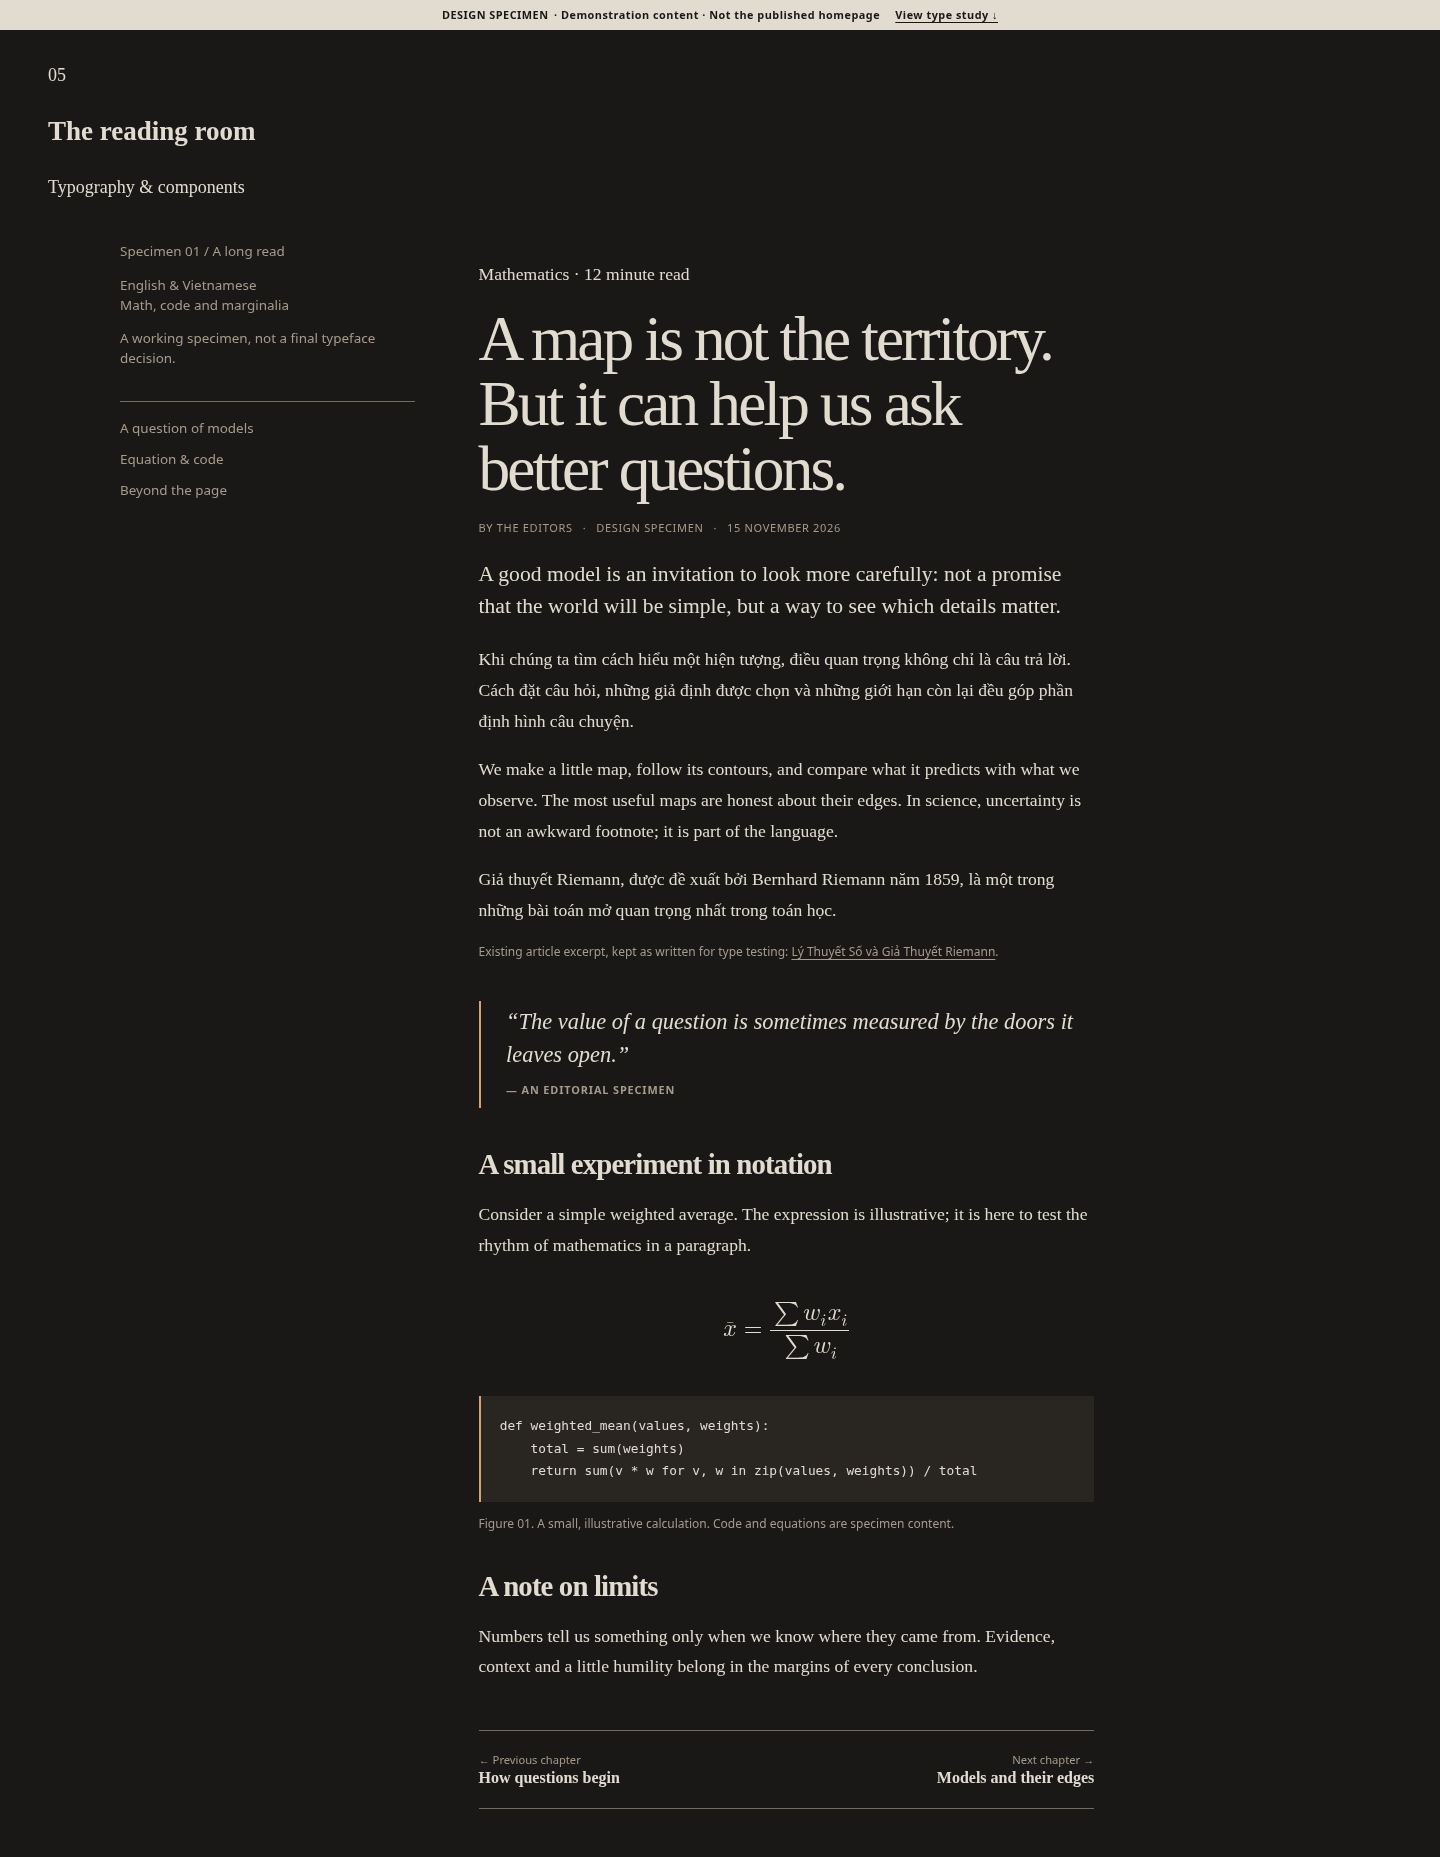 DESIGN SPECIMEN · Demonstration content · Not the published homepage View type study ↓
05
The reading room
Typography & components
Specimen 01 / A long read
English & Vietnamese
Math, code and marginalia
A working specimen, not a final typeface
decision.
A question of models
Equation & code
Beyond the page
Mathematics · 12 minute read
A map is not the territory.
But it can help us ask
better questions.
BY THE EDITORS · DESIGN SPECIMEN · 15 NOVEMBER 2026
A good model is an invitation to look more carefully: not a promise
that the world will be simple, but a way to see which details matter.
Khi chúng ta tìm cách hiểu một hiện tượng, điều quan trọng không chỉ là câu trả lời.
Cách đặt câu hỏi, những giả định được chọn và những giới hạn còn lại đều góp phần
định hình câu chuyện.
We make a little map, follow its contours, and compare what it predicts with what we
observe. The most useful maps are honest about their edges. In science, uncertainty is
not an awkward footnote; it is part of the language.
Giả thuyết Riemann, được đề xuất bởi Bernhard Riemann năm 1859, là một trong
những bài toán mở quan trọng nhất trong toán học.
Existing article excerpt, kept as written for type testing: Lý Thuyết Số và Giả Thuyết Riemann.
“The value of a question is sometimes measured by the doors it
leaves open.”
— AN EDITORIAL SPECIMEN
A small experiment in notation
Consider a simple weighted average. The expression is illustrative; it is here to test the
rhythm of mathematics in a paragraph.
x̄ = ∑ wᵢxᵢ / ∑ wᵢ
def weighted_mean(values, weights):
    total = sum(weights)
    return sum(v * w for v, w in zip(values, weights)) / total
Figure 01. A small, illustrative calculation. Code and equations are specimen content.
A note on limits
Numbers tell us something only when we know where they came from. Evidence,
context and a little humility belong in the margins of every conclusion.
← Previous chapter
How questions begin
Next chapter →
Models and their edges